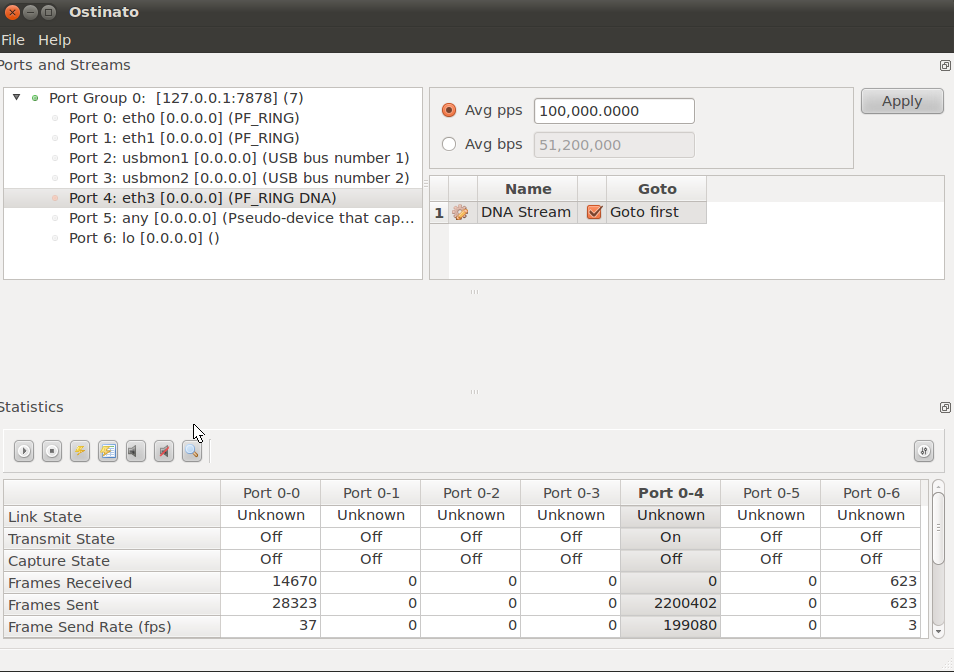 Ostinato
File Help
Ports and Streams
Port Group 0: [127.0.0.1:7878] (7)
Port 0: eth0 [0.0.0.0] (PF_RING)
Port 1: eth1 [0.0.0.0] (PF_RING)
Port 2: usbmon1 [0.0.0.0] (USB bus number 1)
Port 3: usbmon2 [0.0.0.0] (USB bus number 2)
Port 4: eth3 [0.0.0.0] (PF_RING DNA)
Port 5: any [0.0.0.0] (Pseudo-device that cap...
Port 6: lo [0.0.0.0] ()
Avg pps 100,000.0000
Avg bps 51,200,000
Apply
Name Goto
1 DNA Stream Goto first
Statistics
Port 0-0 Port 0-1 Port 0-2 Port 0-3 Port 0-4 Port 0-5 Port 0-6
Link State Unknown Unknown Unknown Unknown Unknown Unknown Unknown
Transmit State Off Off Off Off On Off Off
Capture State Off Off Off Off Off Off Off
Frames Received 14670 0 0 0 0 0 623
Frames Sent 28323 0 0 0 2200402 0 623
Frame Send Rate (fps) 37 0 0 0 199080 0 3